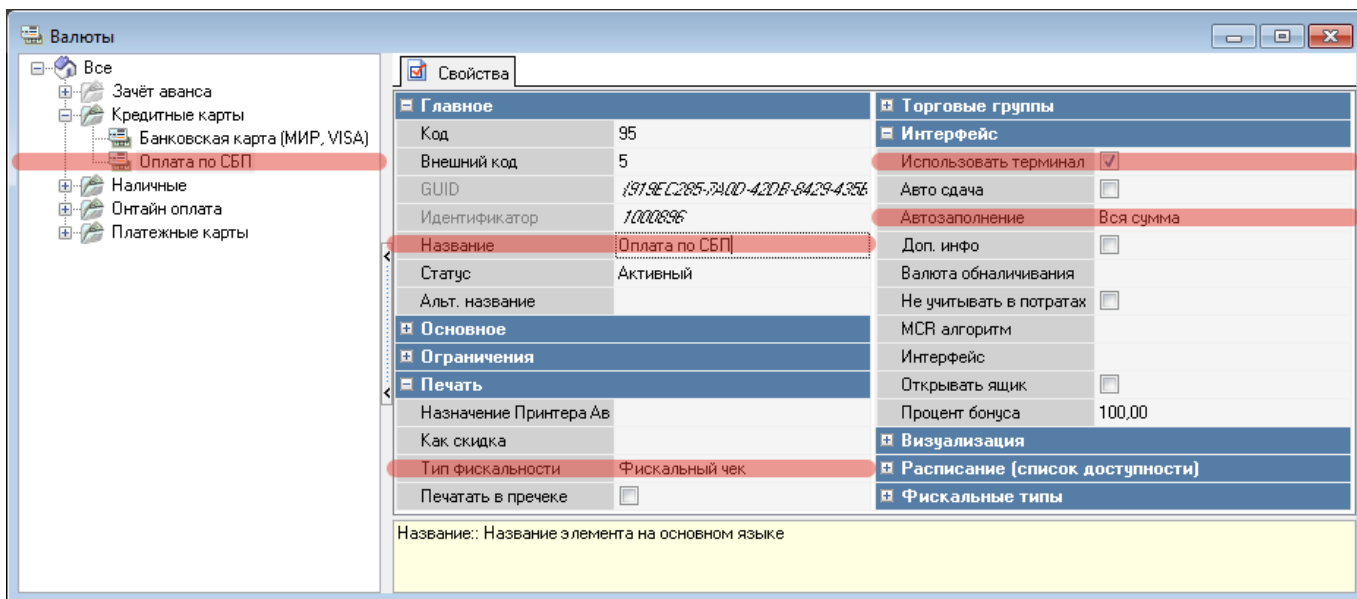 Валюты
Все
Зачёт аванса
Кредитные карты
Банковская карта (МИР, VISA)
Оплата по СБП
Наличные
Онтайн оплата
Платежные карты
Свойства
Главное
Код 95
Внешний код 5
GUID
Идентификатор 1000896
Название Оплата по СБП
Статус Активный
Альт. название
Основное
Ограничения
Печать
Назначение Принтера Ав
Как скидка
Тип фискальности Фискальный чек
Печатать в пречеке
Торговые группы
Интерфейс
Использовать терминал
Авто сдача
Автозаполнение Вся сумма
Доп. инфо
Валюта обналичивания
Не учитывать в потратах
MCR алгоритм
Интерфейс
Открывать ящик
Процент бонуса 100,00
Визуализация
Расписание (список доступности)
Фискальные типы
Название:: Название элемента на основном языке